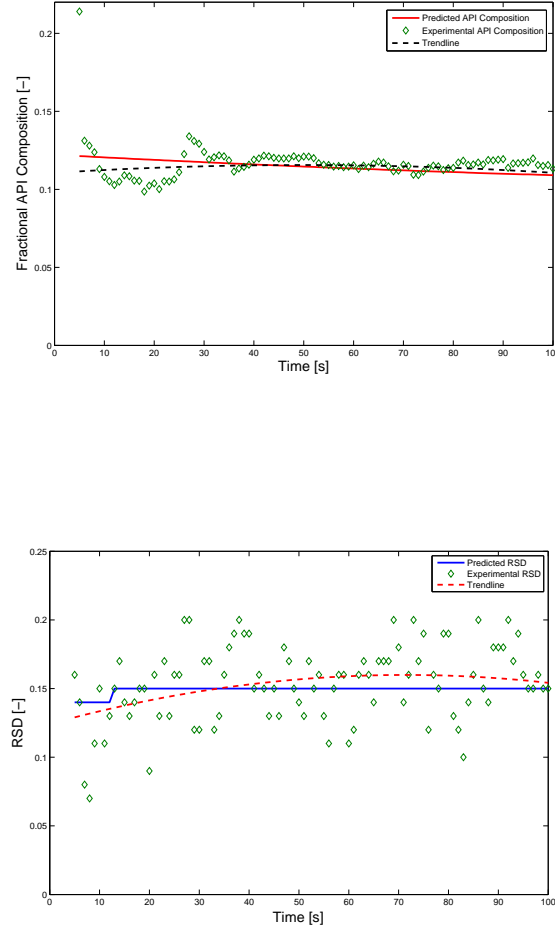 0.2
0.15
0.1
0.05
0
Fractional API Composition [-]
Predicted API Composition
Experimental API Composition
Trendline
0 10 20 30 40 50 60 70 80 90 100
Time [s]
0.25
0.2
0.15
0.1
0.05
0
RSD [-]
Predicted RSD
Experimental RSD
Trendline
0 10 20 30 40 50 60 70 80 90 100
Time [s]